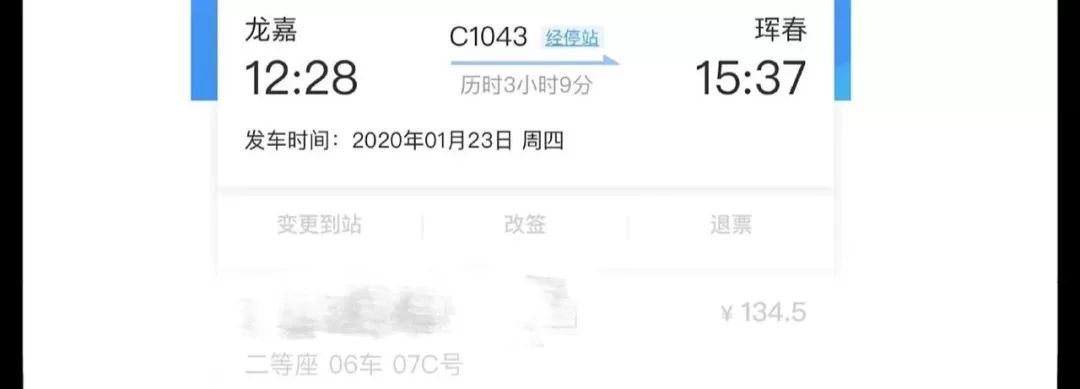 龙嘉 C1043 经停站 珲春
12:28 历时3小时9分 15:37
发车时间：2020年01月23日 周四
变更到站 改签 退票
¥ 134.5
二等座 06车 07C号